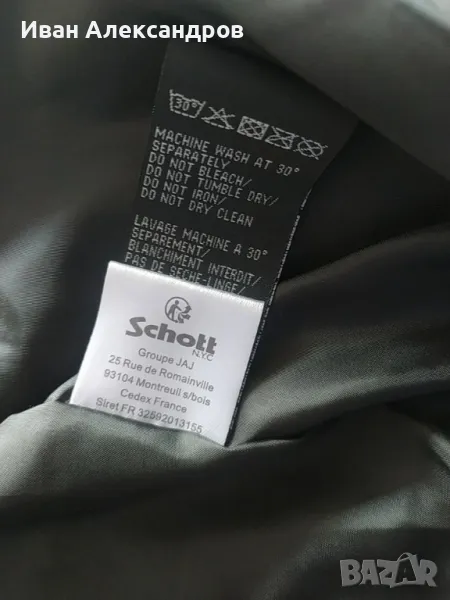 Иван Александров
30°
MACHINE WASH AT 30°
SEPARATELY
DO NOT BLEACH/
DO NOT TUMBLE DRY/
DO NOT IRON/
DO NOT DRY CLEAN
LAVAGE MACHINE A 30°
SEPAREMENT/
BLANCHIMENT INTERDIT/
PAS DE SECHE-LINGE/
Schott
N.Y.C
Groupe JAJ
25 Rue de Romainville
93104 Montreuil s/bois
Cedex France
Siret FR 32592013155
BAZAR